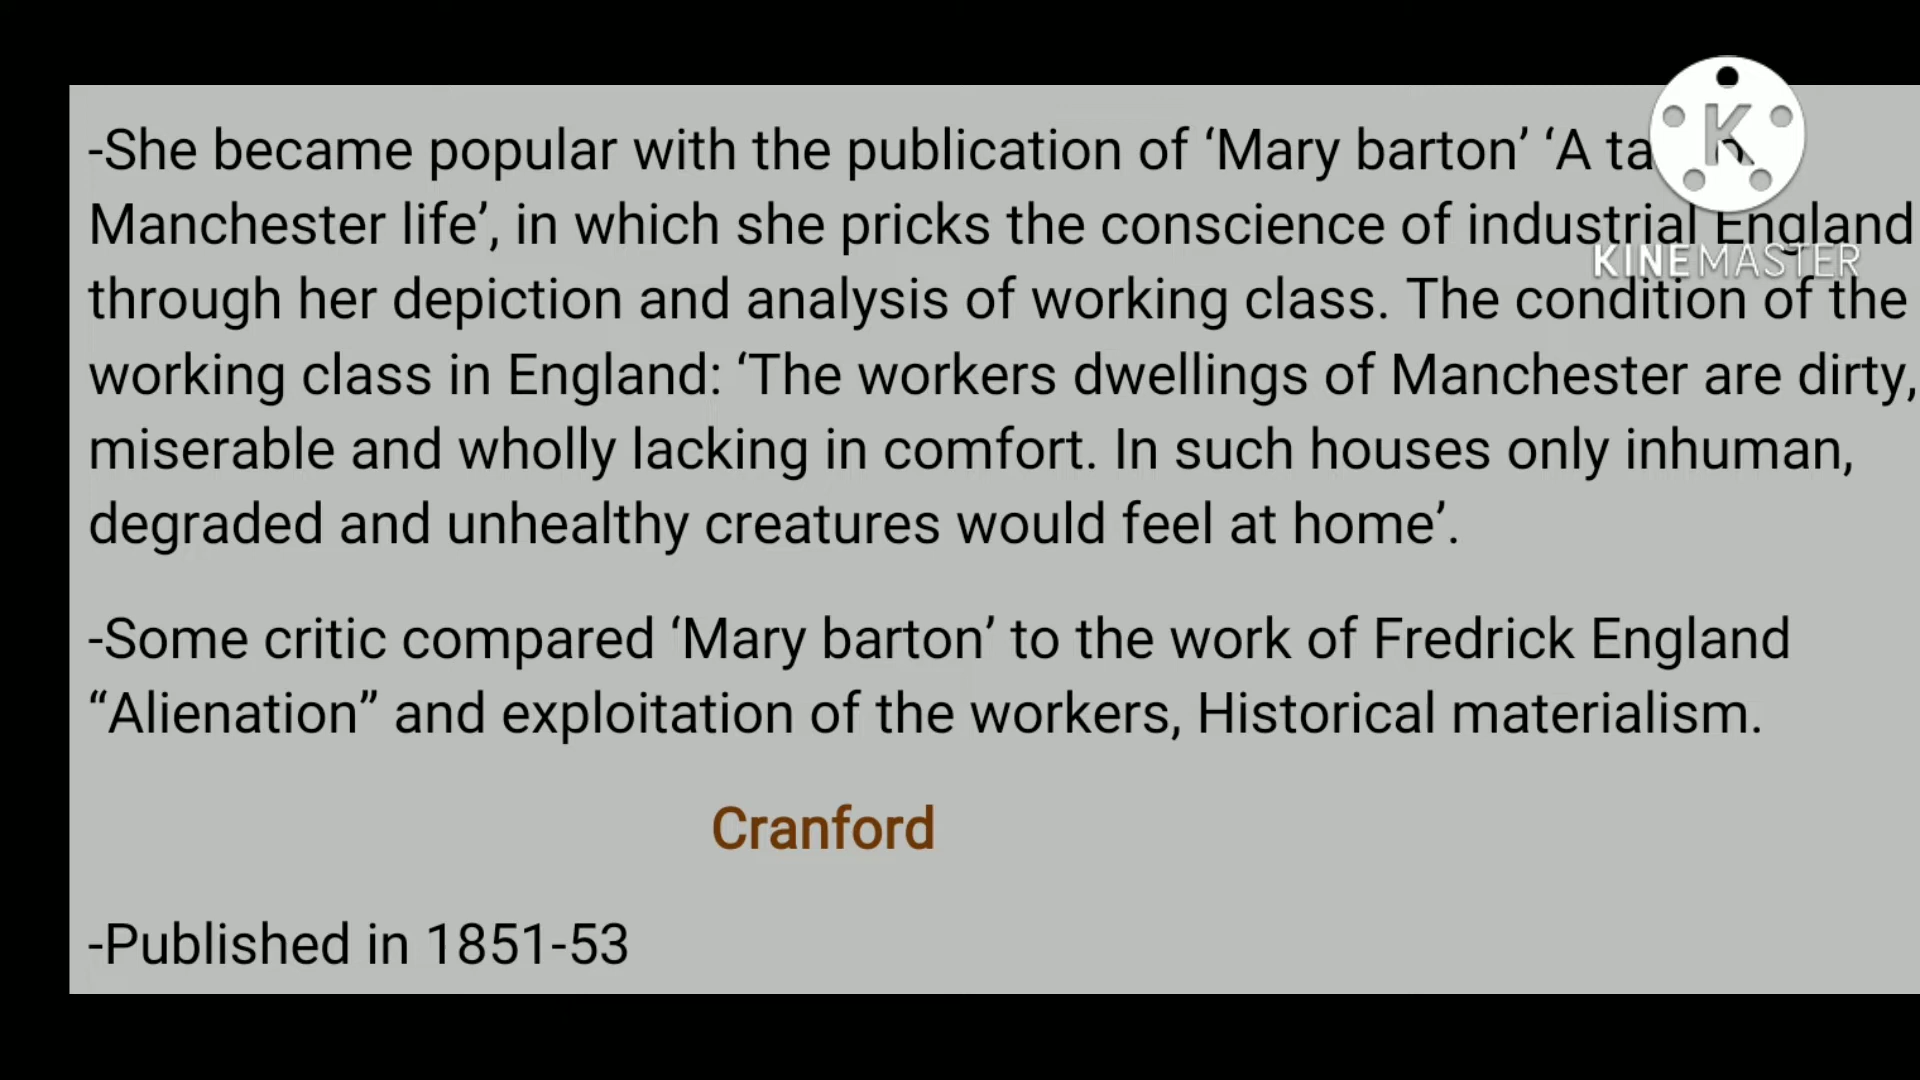 -She became popular with the publication of ‘Mary barton’ ‘A
Manchester life’, in which she pricks the conscience of industrial England
through her depiction and analysis of working class. The condition of the
working class in England: ‘The workers dwellings of Manchester are dirty,
miserable and wholly lacking in comfort. In such houses only inhuman,
degraded and unhealthy creatures would feel at home’.
-Some critic compared ‘Mary barton’ to the work of Fredrick England
“Alienation” and exploitation of the workers, Historical materialism.
Cranford
-Published in 1851-53
K
KINEMASTER